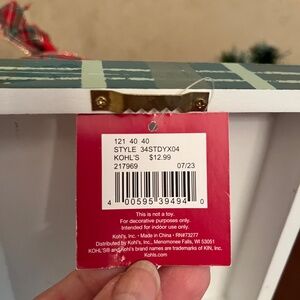 121 40 40
STYLE 34STDYX04
KOHL'S $12.99
217969 07/23
4 00595 39494 0
This is not a toy.
For decorative purposes only.
Intended for indoor use only.
Kohl's, Inc. • Made in China • RN#73277
Distributed by Kohl's, Inc., Menomonee Falls, WI 53051
KOHL'S® and Kohl's brand names are trademarks of KIN, Inc.
Kohls.com